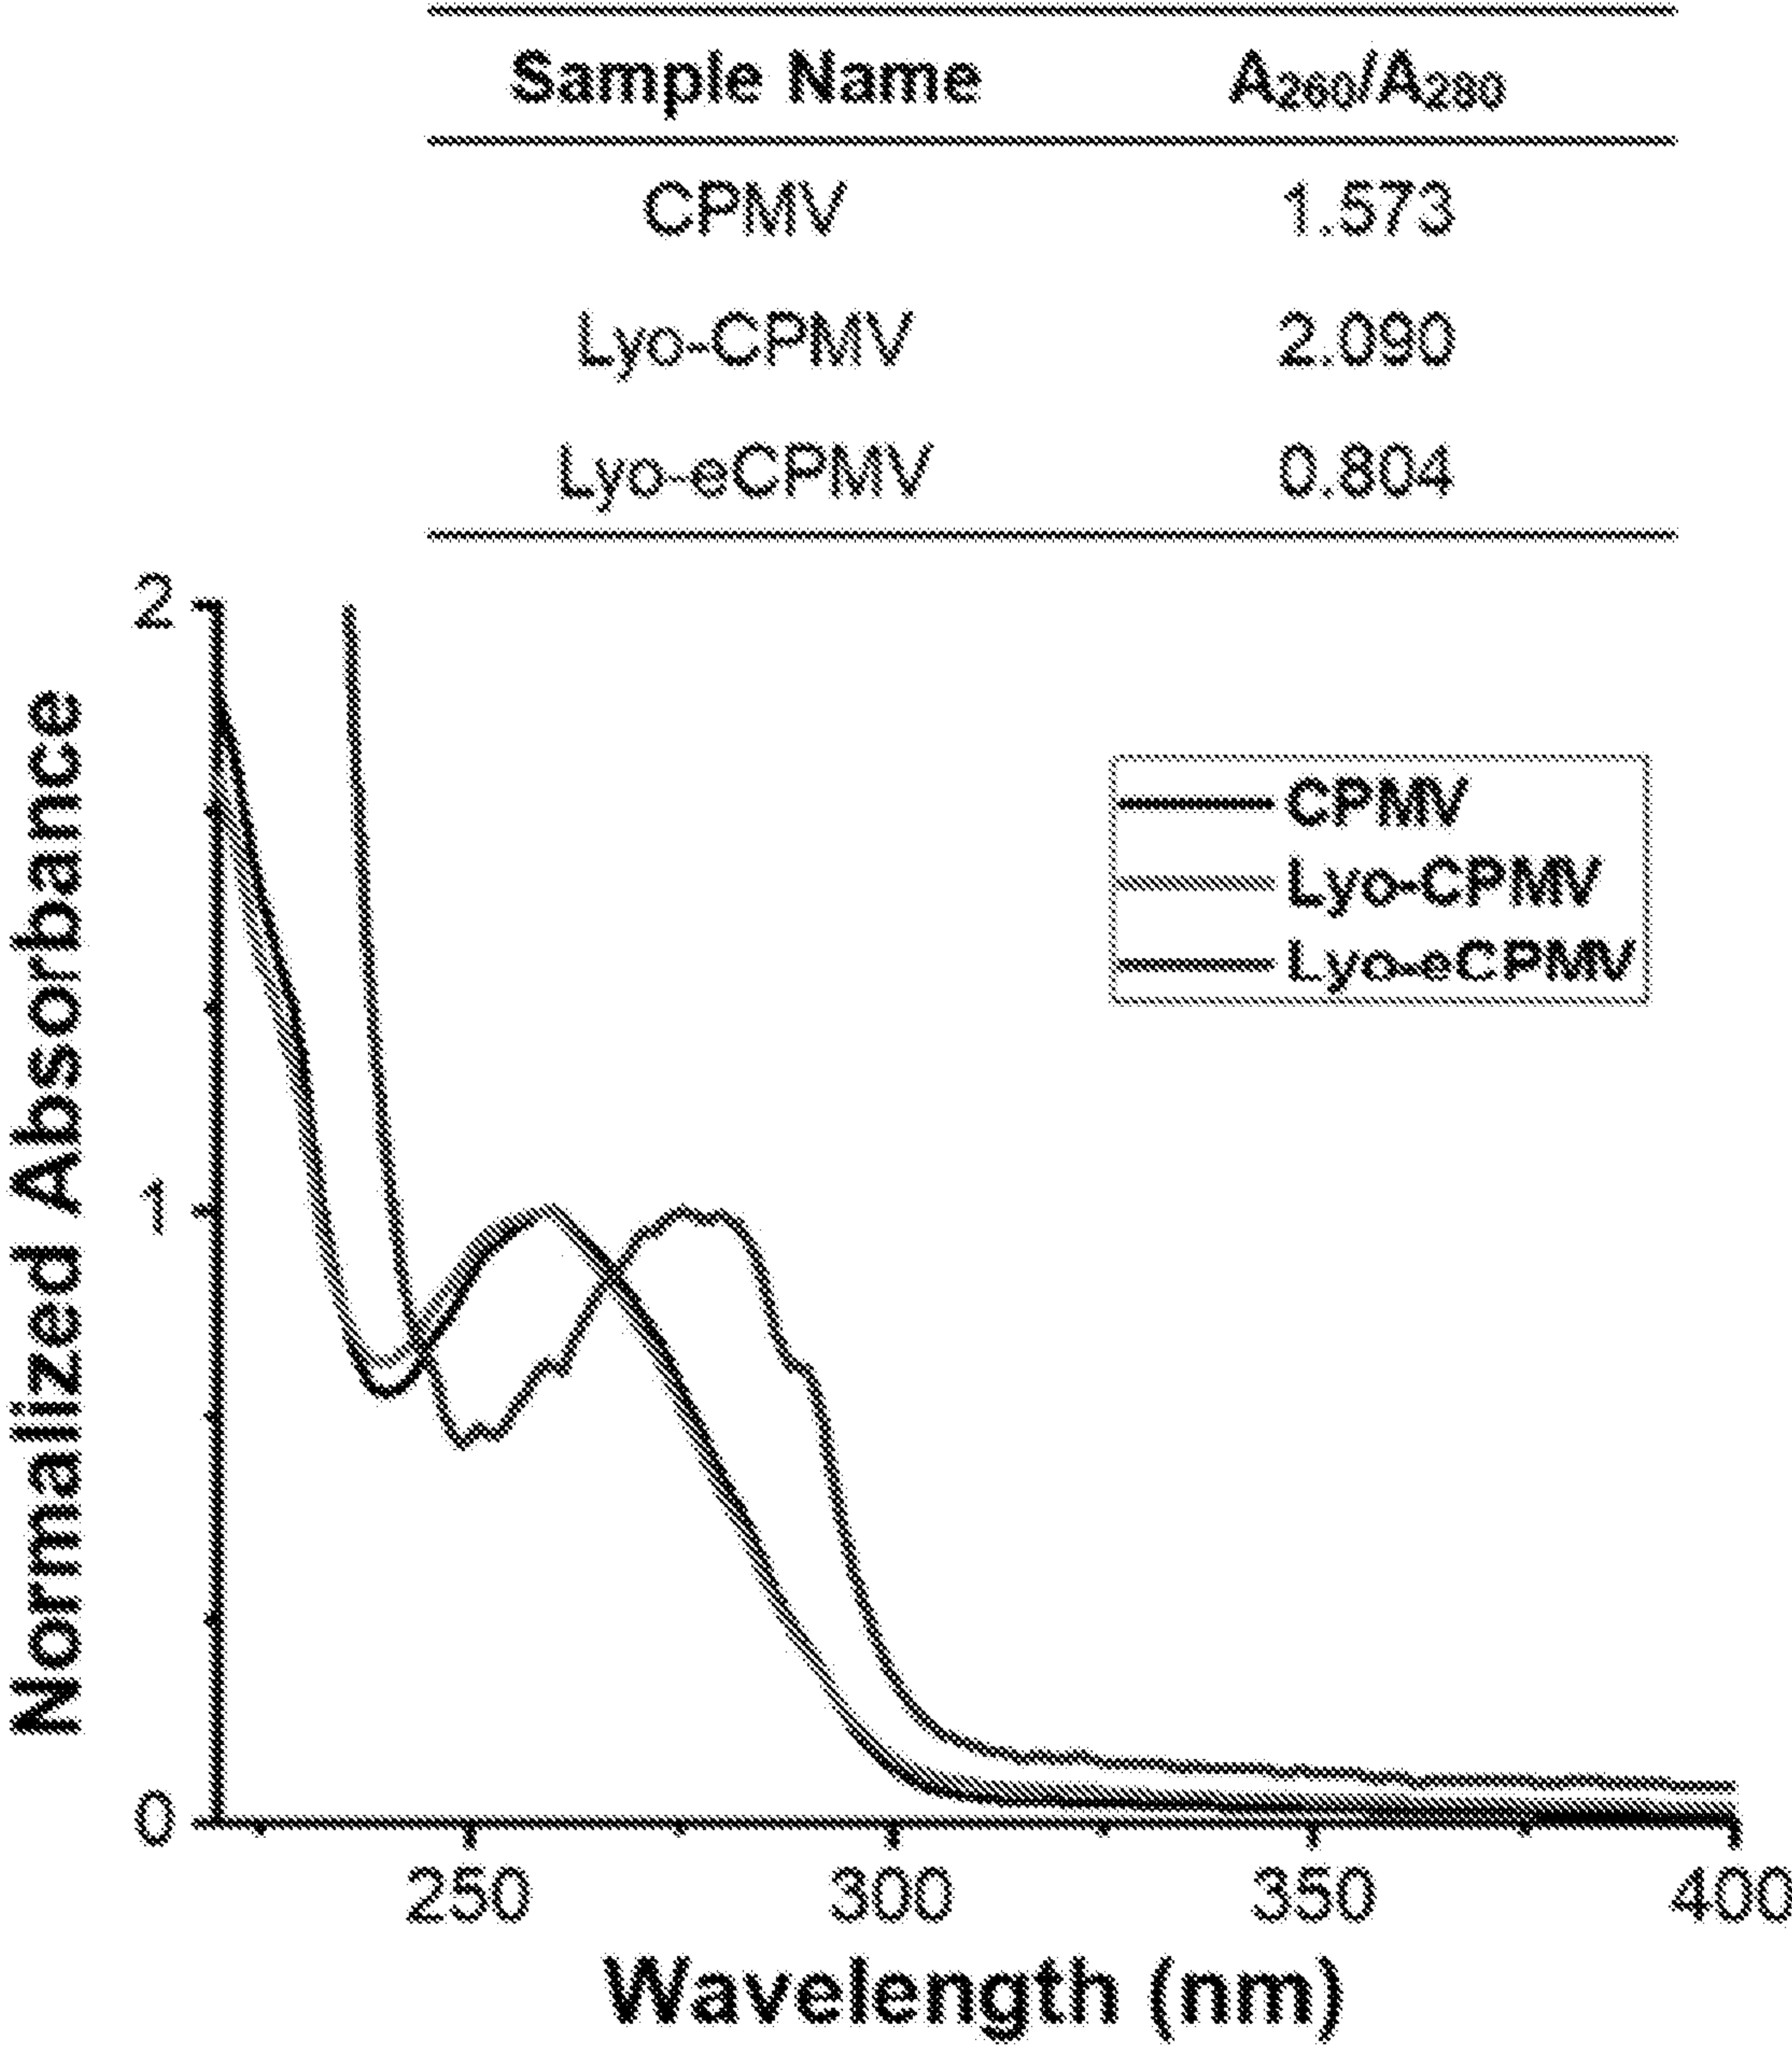 Sample Name A260/A280
CPMV 1.573
Lyo-CPMV 2.090
Lyo-eCPMV 0.804
2
1
0
Normalized Absorbance
CPMV
Lyo-CPMV
Lyo-eCPMV
250 300 350 400
Wavelength (nm)